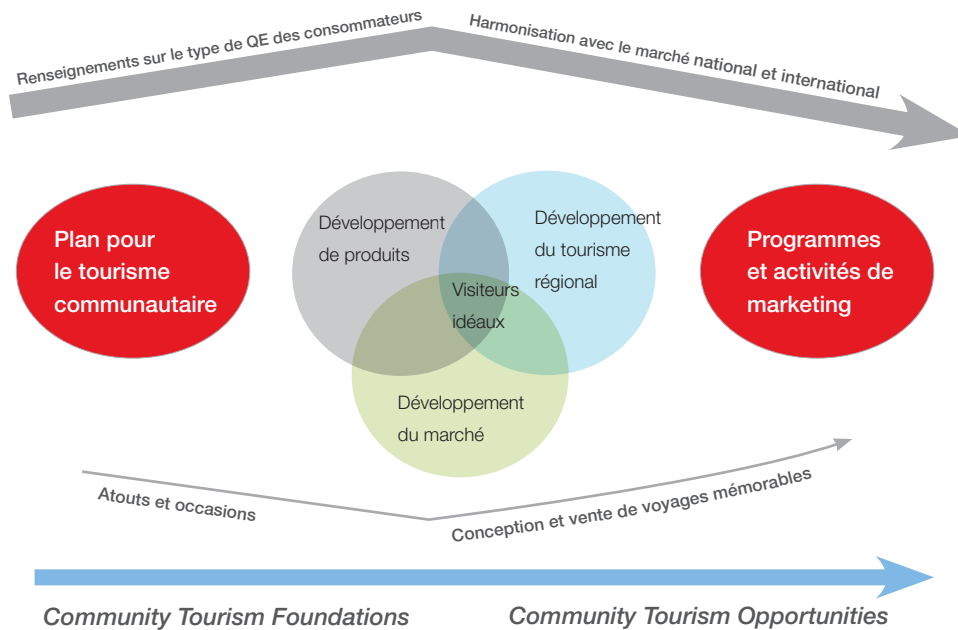 Renseignements sur le type de QE des consommateurs
Harmonisation avec le marché national et international
Plan pour
le tourisme
communautaire
Développement
de produits
Développement
du tourisme
régional
Visiteurs
idéaux
Développement
du marché
Programmes
et activités de
marketing
Atouts et occasions
Conception et vente de voyages mémorables
Community Tourism Foundations
Community Tourism Opportunities